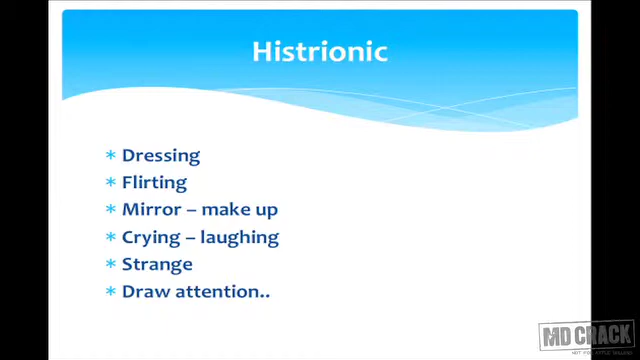 Histrionic
* Dressing
* Flirting
* Mirror – make up
* Crying – laughing
* Strange
* Draw attention..
MD CRACK